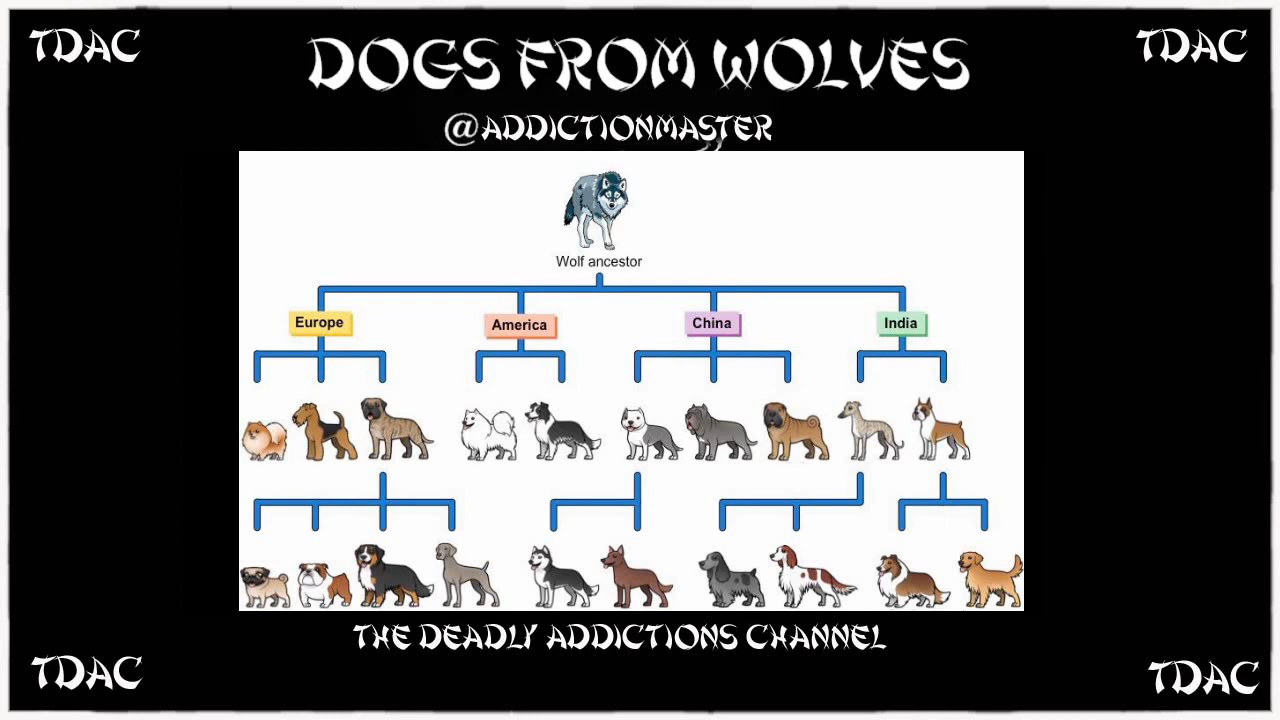 TDAC
DOGS FROM WOLVES
TDAC
@ADDICTIONMASTER
Wolf ancestor
Europe
America
China
India
THE DEADLY ADDICTIONS CHANNEL
TDAC
TDAC